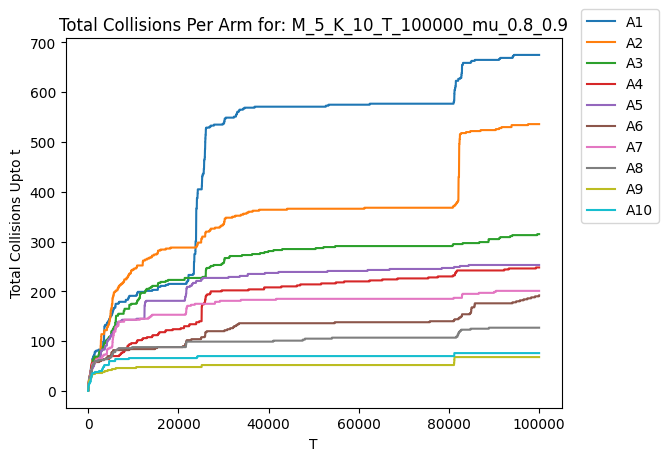 Total Collisions Per Arm for: M_5_K_10_T_100000_mu_0.8_0.9
Total Collisions Upto t
700
600
500
400
300
200
100
0
0 20000 40000 60000 80000 100000
T
A1
A2
A3
A4
A5
A6
A7
A8
A9
A10